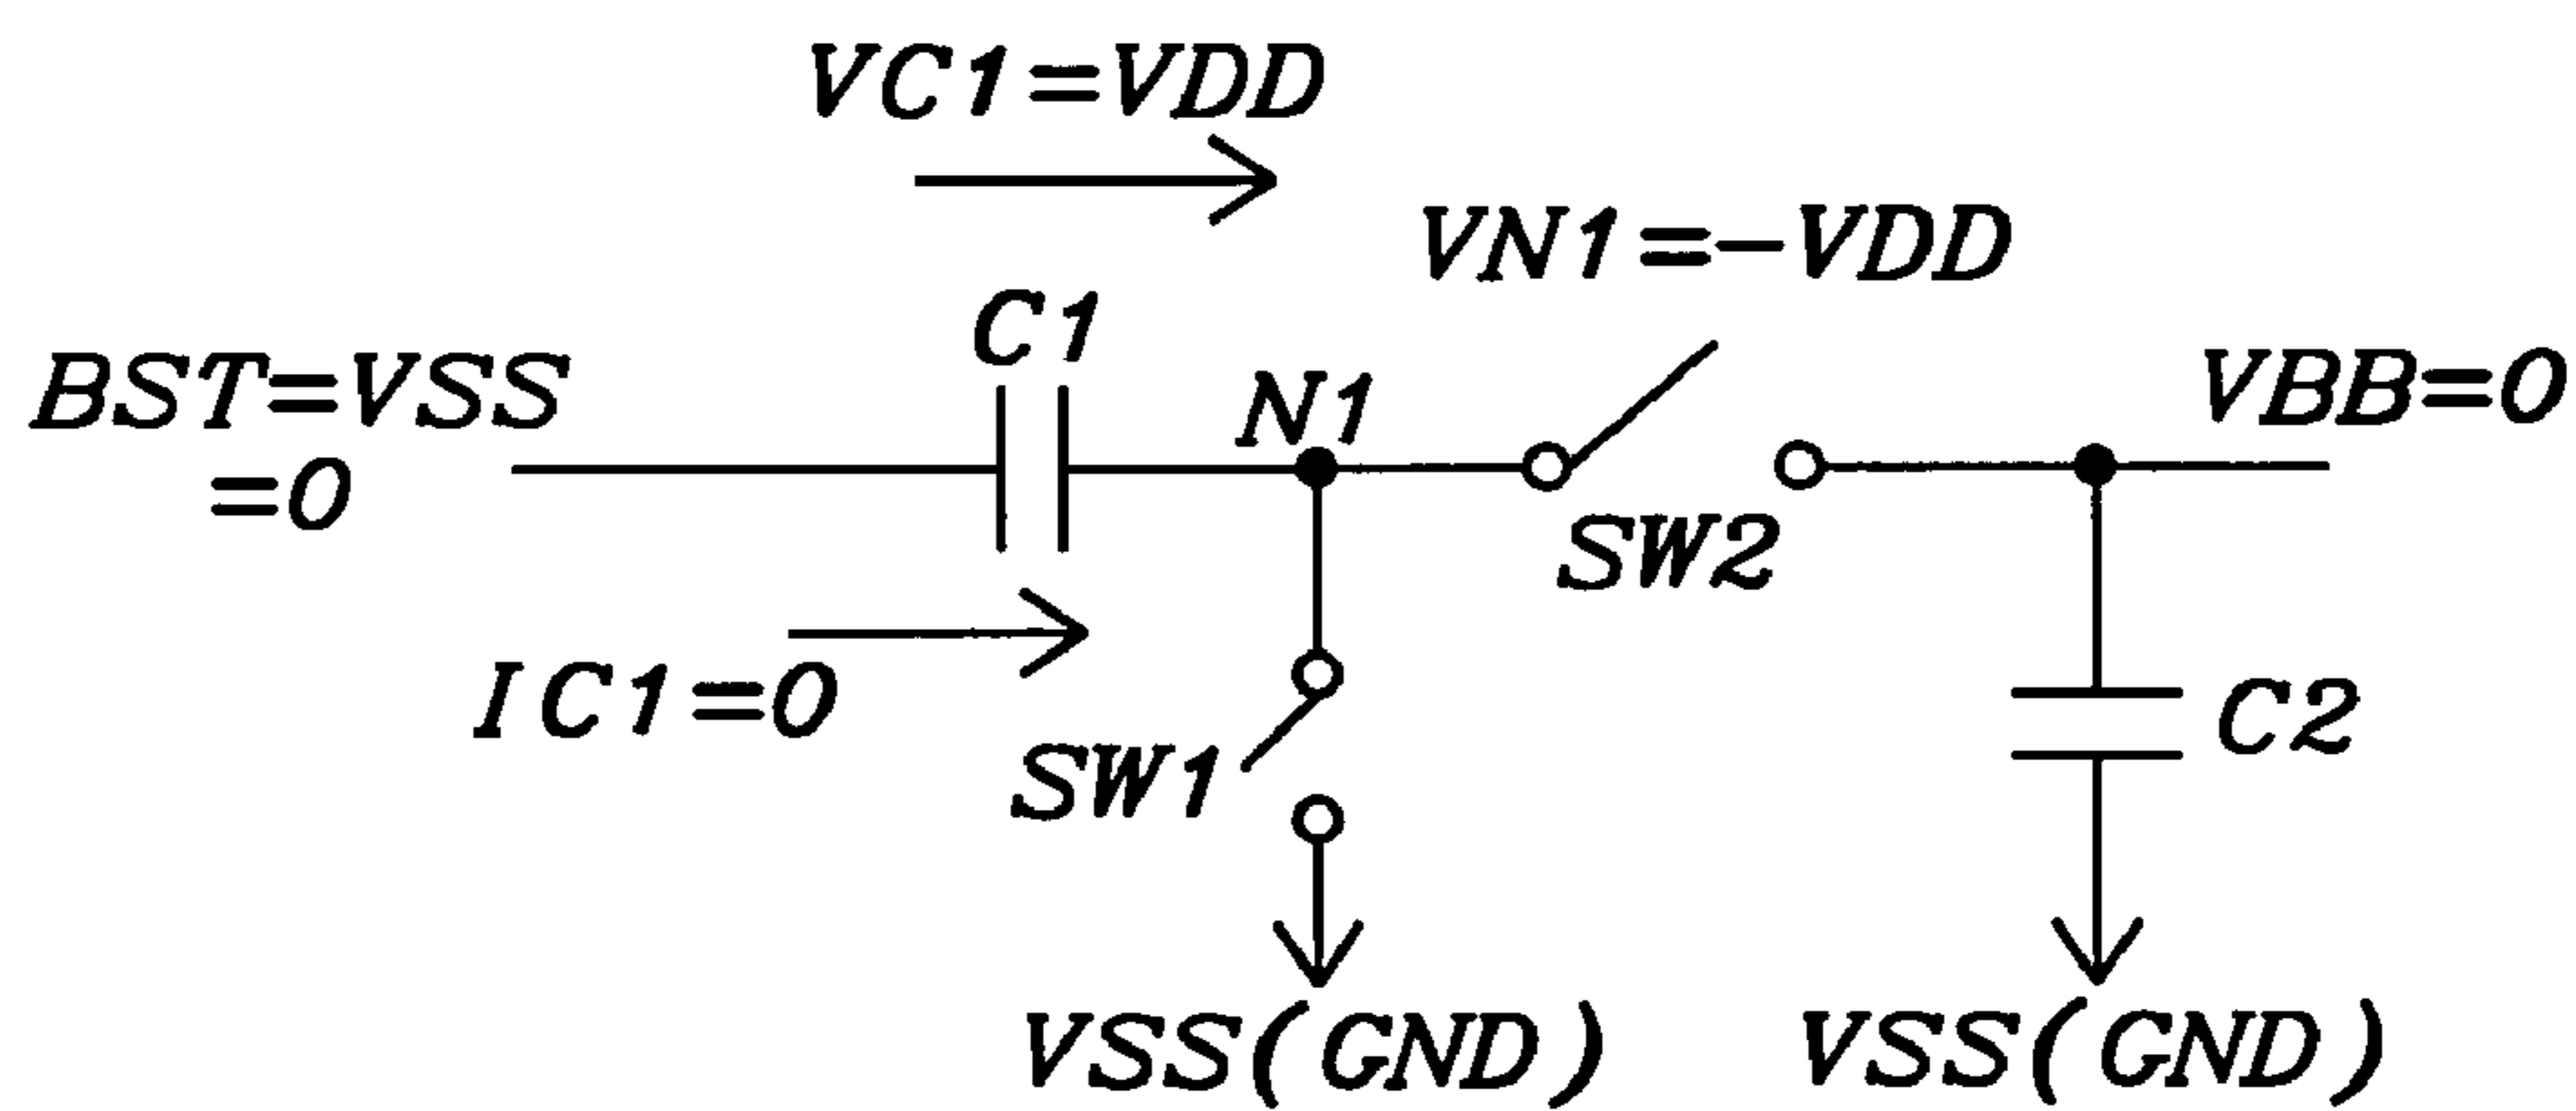 VC1=VDD
VN1=-VDD
C1
BST=VSS
=0
N1
VBB=0
SW2
IC1=0
SW1
C2
VSS(GND)
VSS(GND)